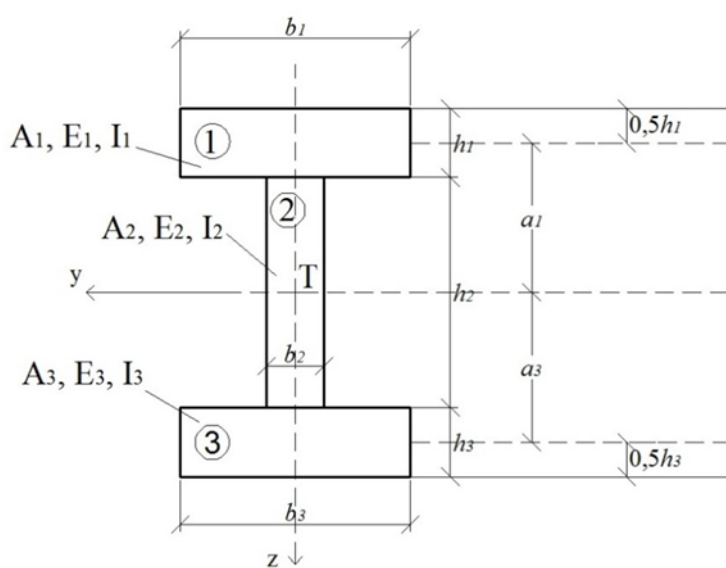 b1
0,5h1
A1, E1, I1
1
h1
2
a1
A2, E2, I2
T
y
h2
b2
a3
A3, E3, I3
3
h3
0,5h3
b3
z